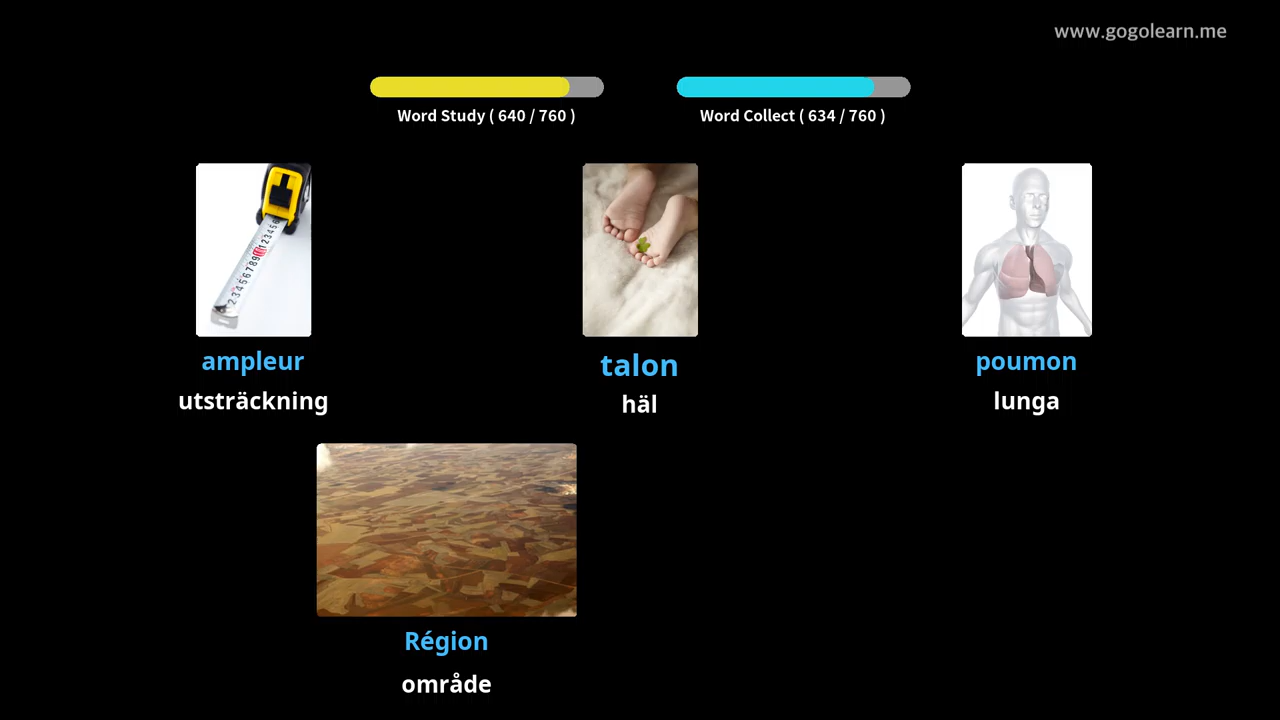 www.gogolearn.me
Word Study ( 640 / 760 )
Word Collect ( 634 / 760 )
ampleur
talon
poumon
utsträckning
häl
lunga
Région
område